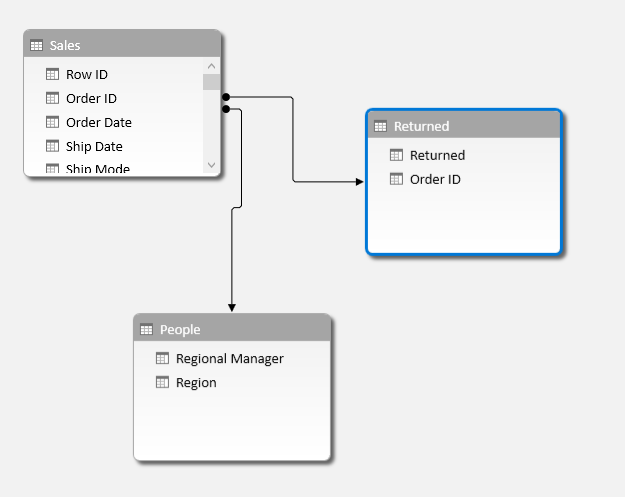 Sales
Row ID
Order ID
Order Date
Ship Date
Ship Mode
Returned
Returned
Order ID
People
Regional Manager
Region